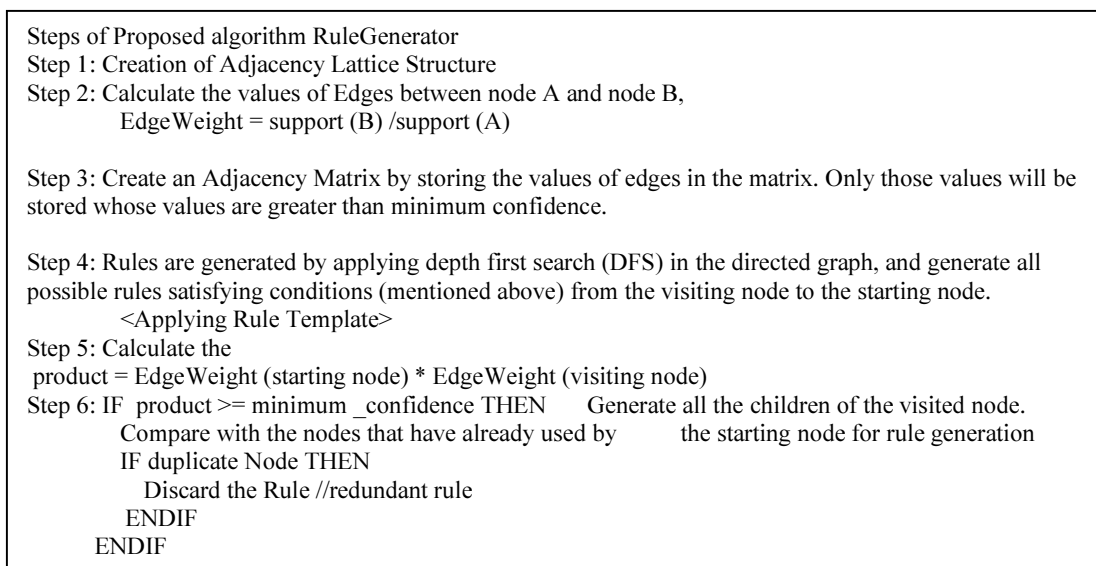 Steps of Proposed algorithm RuleGenerator
Step 1: Creation of Adjacency Lattice Structure
Step 2: Calculate the values of Edges between node A and node B,
EdgeWeight = support (B) /support (A)
Step 3: Create an Adjacency Matrix by storing the values of edges in the matrix. Only those values will be
stored whose values are greater than minimum confidence.
Step 4: Rules are generated by applying depth first search (DFS) in the directed graph, and generate all
possible rules satisfying conditions (mentioned above) from the visiting node to the starting node.
<Applying Rule Template>
Step 5: Calculate the
product = EdgeWeight (starting node) * EdgeWeight (visiting node)
Step 6: IF product >= minimum _confidence THEN Generate all the children of the visited node.
Compare with the nodes that have already used by the starting node for rule generation
IF duplicate Node THEN
Discard the Rule //redundant rule
ENDIF
ENDIF